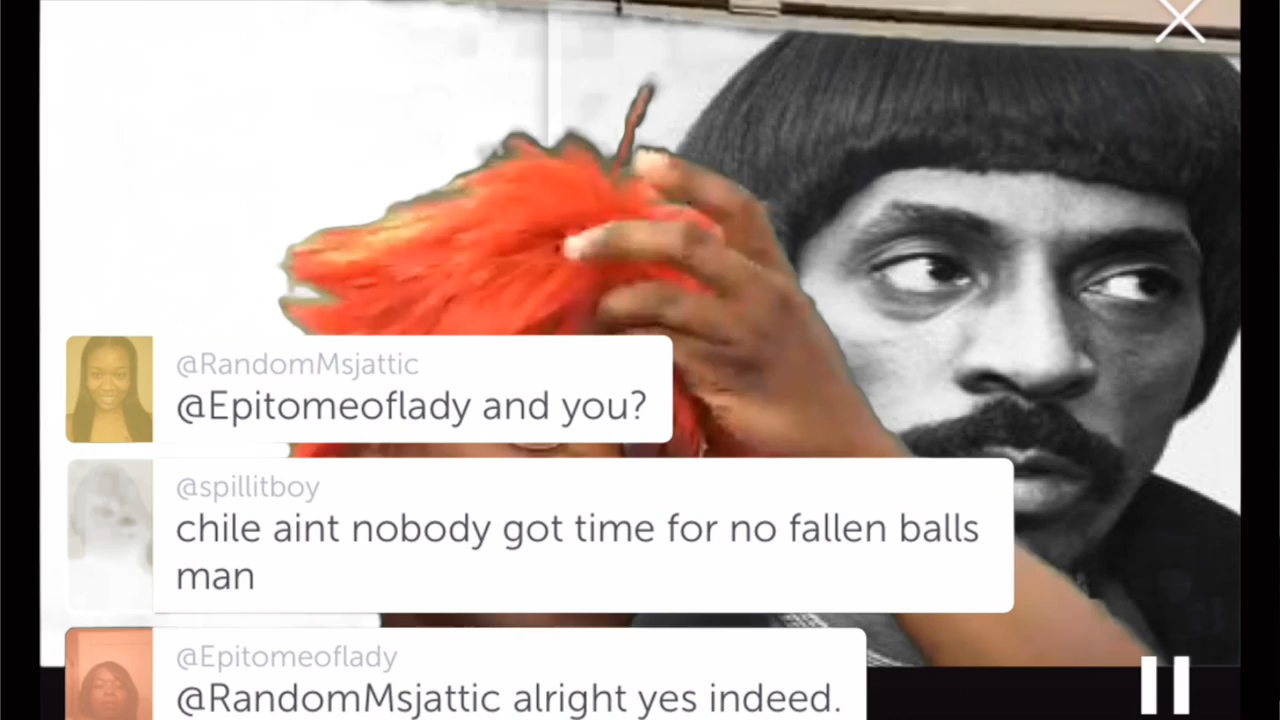 @RandomMsjattic
@Epitomeoflady and you?
@spillitboy
chile aint nobody got time for no fallen balls
man
@Epitomeoflady
@RandomMsjattic alright yes indeed.